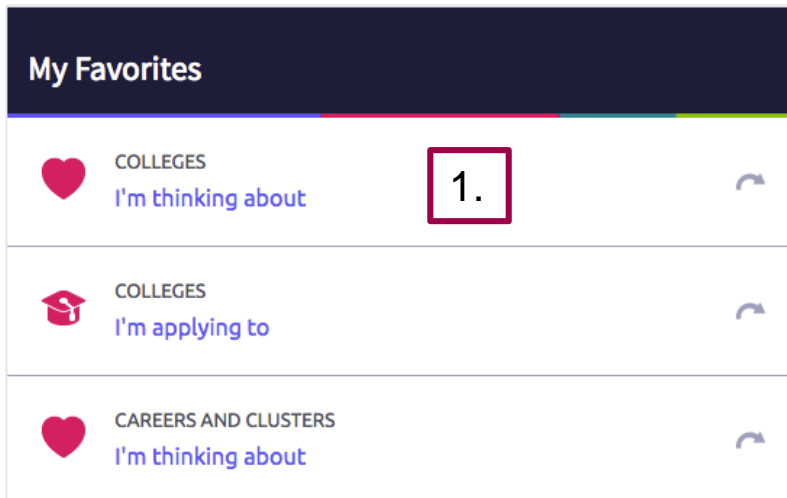 My Favorites
COLLEGES
I'm thinking about
1.
COLLEGES
I'm applying to
CAREERS AND CLUSTERS
I'm thinking about